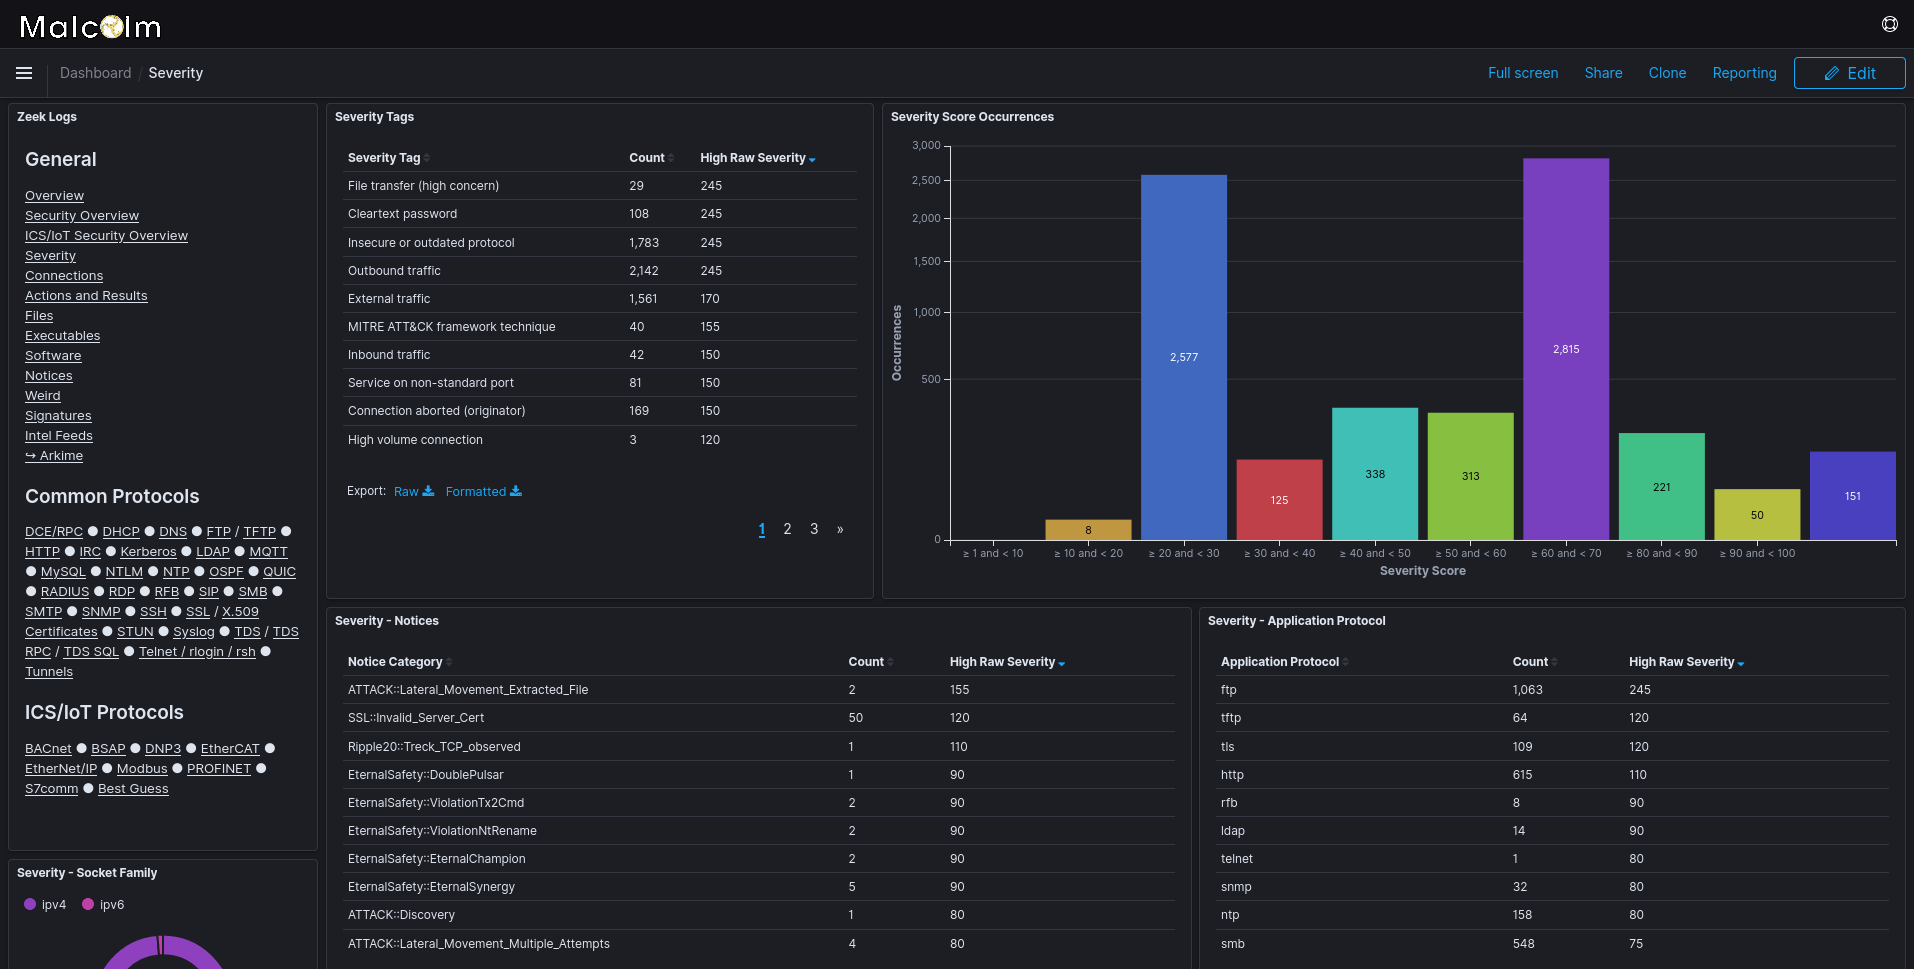 Malcolm
Dashboard / Severity
Full screen Share Clone Reporting Edit
Zeek Logs
General
Overview
Security Overview
ICS/IoT Security Overview
Severity
Connections
Actions and Results
Files
Executables
Software
Notices
Weird
Signatures
Intel Feeds
↪ Arkime
Common Protocols
DCE/RPC ● DHCP ● DNS ● FTP / TFTP ●
HTTP ● IRC ● Kerberos ● LDAP ● MQTT
● MySQL ● NTLM ● NTP ● OSPF ● QUIC
● RADIUS ● RDP ● RFB ● SIP ● SMB ●
SMTP ● SNMP ● SSH ● SSL / X.509
Certificates ● STUN ● Syslog ● TDS / TDS
RPC / TDS SQL ● Telnet / rlogin / rsh ●
Tunnels
ICS/IoT Protocols
BACnet ● BSAP ● DNP3 ● EtherCAT ●
EtherNet/IP ● Modbus ● PROFINET ●
S7comm ● Best Guess
Severity - Socket Family
ipv4 ipv6
Severity Tags
Severity Tag Count High Raw Severity
File transfer (high concern) 29 245
Cleartext password 108 245
Insecure or outdated protocol 1,783 245
Outbound traffic 2,142 245
External traffic 1,561 170
MITRE ATT&CK framework technique 40 155
Inbound traffic 42 150
Service on non-standard port 81 150
Connection aborted (originator) 169 150
High volume connection 3 120
Export: Raw Formatted
1 2 3 »
Severity Score Occurrences
Occurrences
3,000
2,500
2,000
1,500
1,000
500
0
8 2,577 125 338 313 2,815 221 50 151
≥ 1 and < 10 ≥ 10 and < 20 ≥ 20 and < 30 ≥ 30 and < 40 ≥ 40 and < 50 ≥ 50 and < 60 ≥ 60 and < 70 ≥ 80 and < 90 ≥ 90 and < 100
Severity Score
Severity - Notices
Notice Category Count High Raw Severity
ATTACK::Lateral_Movement_Extracted_File 2 155
SSL::Invalid_Server_Cert 50 120
Ripple20::Treck_TCP_observed 1 110
EternalSafety::DoublePulsar 1 90
EternalSafety::ViolationTx2Cmd 2 90
EternalSafety::ViolationNtRename 2 90
EternalSafety::EternalChampion 2 90
EternalSafety::EternalSynergy 5 90
ATTACK::Discovery 1 80
ATTACK::Lateral_Movement_Multiple_Attempts 4 80
Severity - Application Protocol
Application Protocol Count High Raw Severity
ftp 1,063 245
tftp 64 120
tls 109 120
http 615 110
rfb 8 90
ldap 14 90
telnet 1 80
snmp 32 80
ntp 158 80
smb 548 75